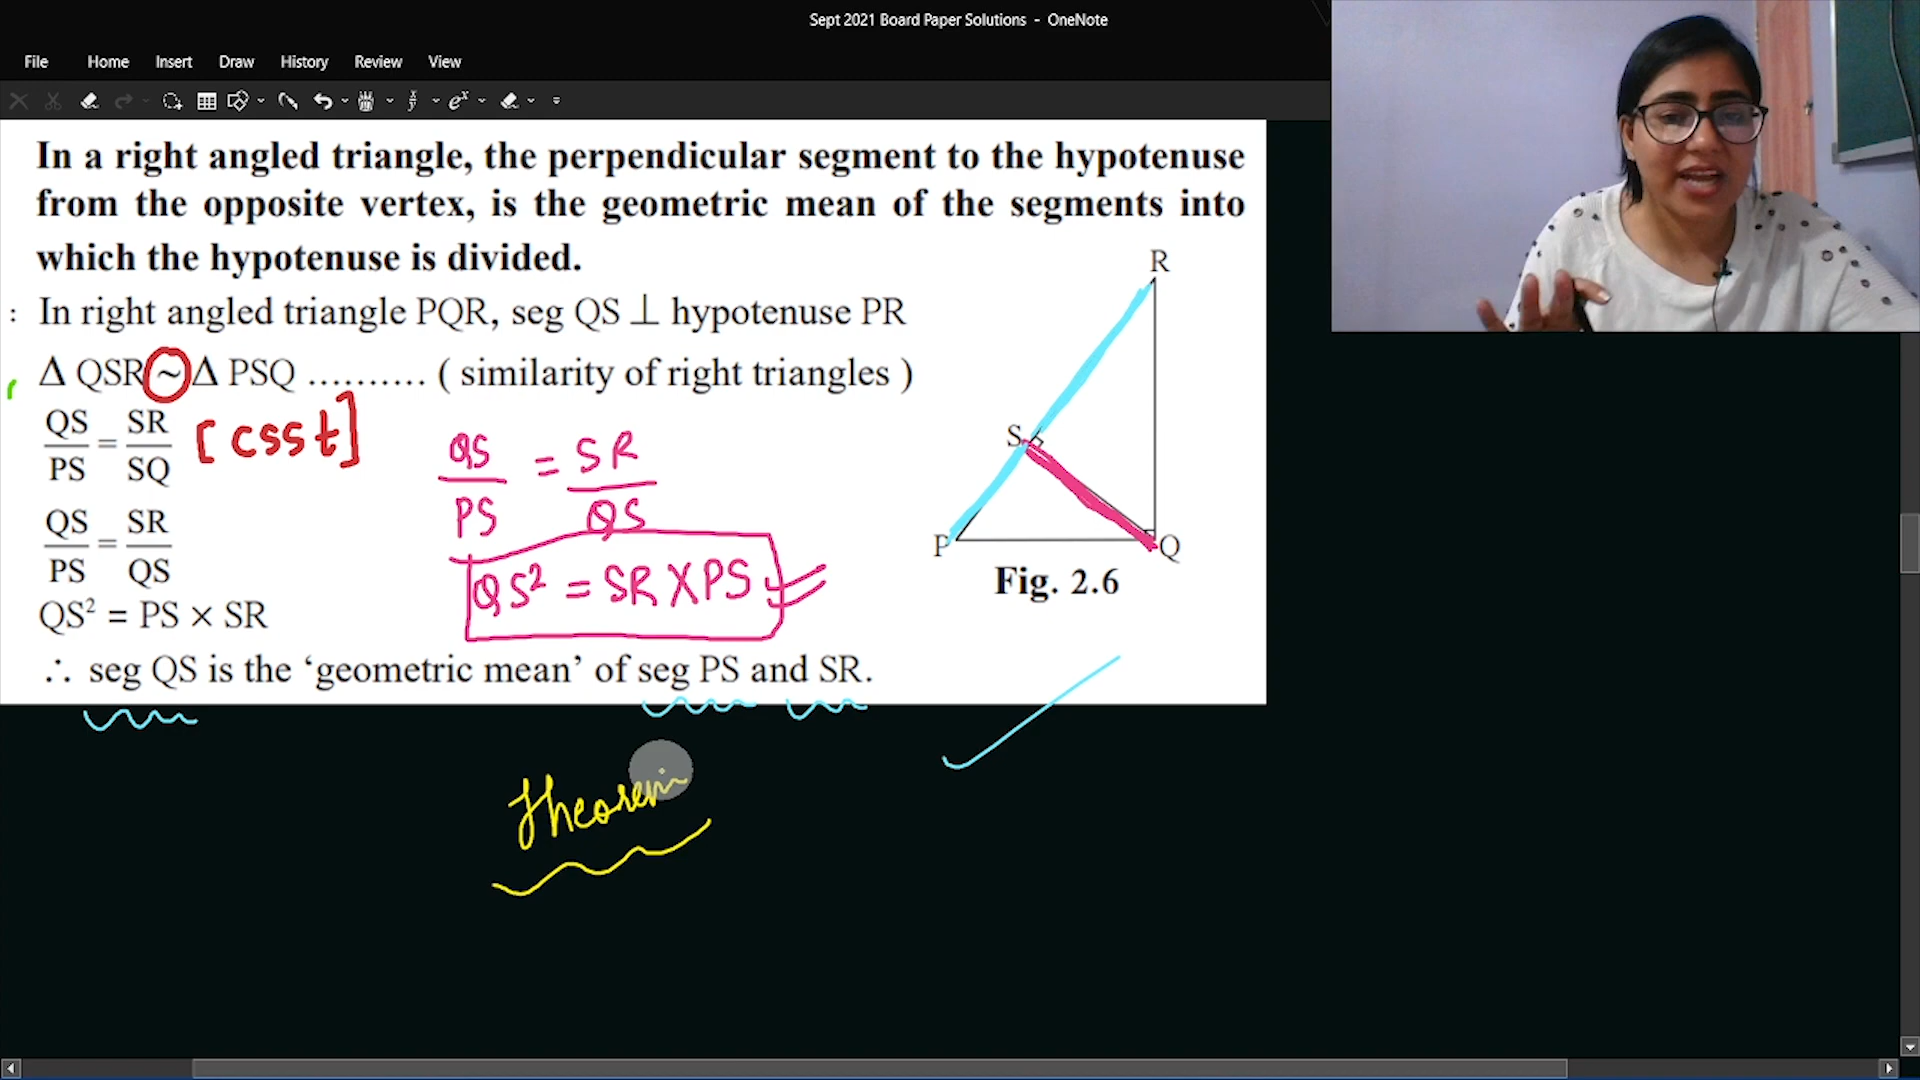 Sept 2021 Board Paper Solutions - OneNote
File Home Insert Draw History Review View
In a right angled triangle, the perpendicular segment to the hypotenuse
from the opposite vertex, is the geometric mean of the segments into
which the hypotenuse is divided.
: In right angled triangle PQR, seg QS ⊥ hypotenuse PR
Δ QSR ~ Δ PSQ .......... ( similarity of right triangles )
QS/PS = SR/SQ
[csst]
QS/PS = SR/QS
QS/PS = SR/QS
QS² = PS × SR
QS² = SR X PS
∴ seg QS is the ‘geometric mean’ of seg PS and SR.
R
S
P
Q
Fig. 2.6
Theorem